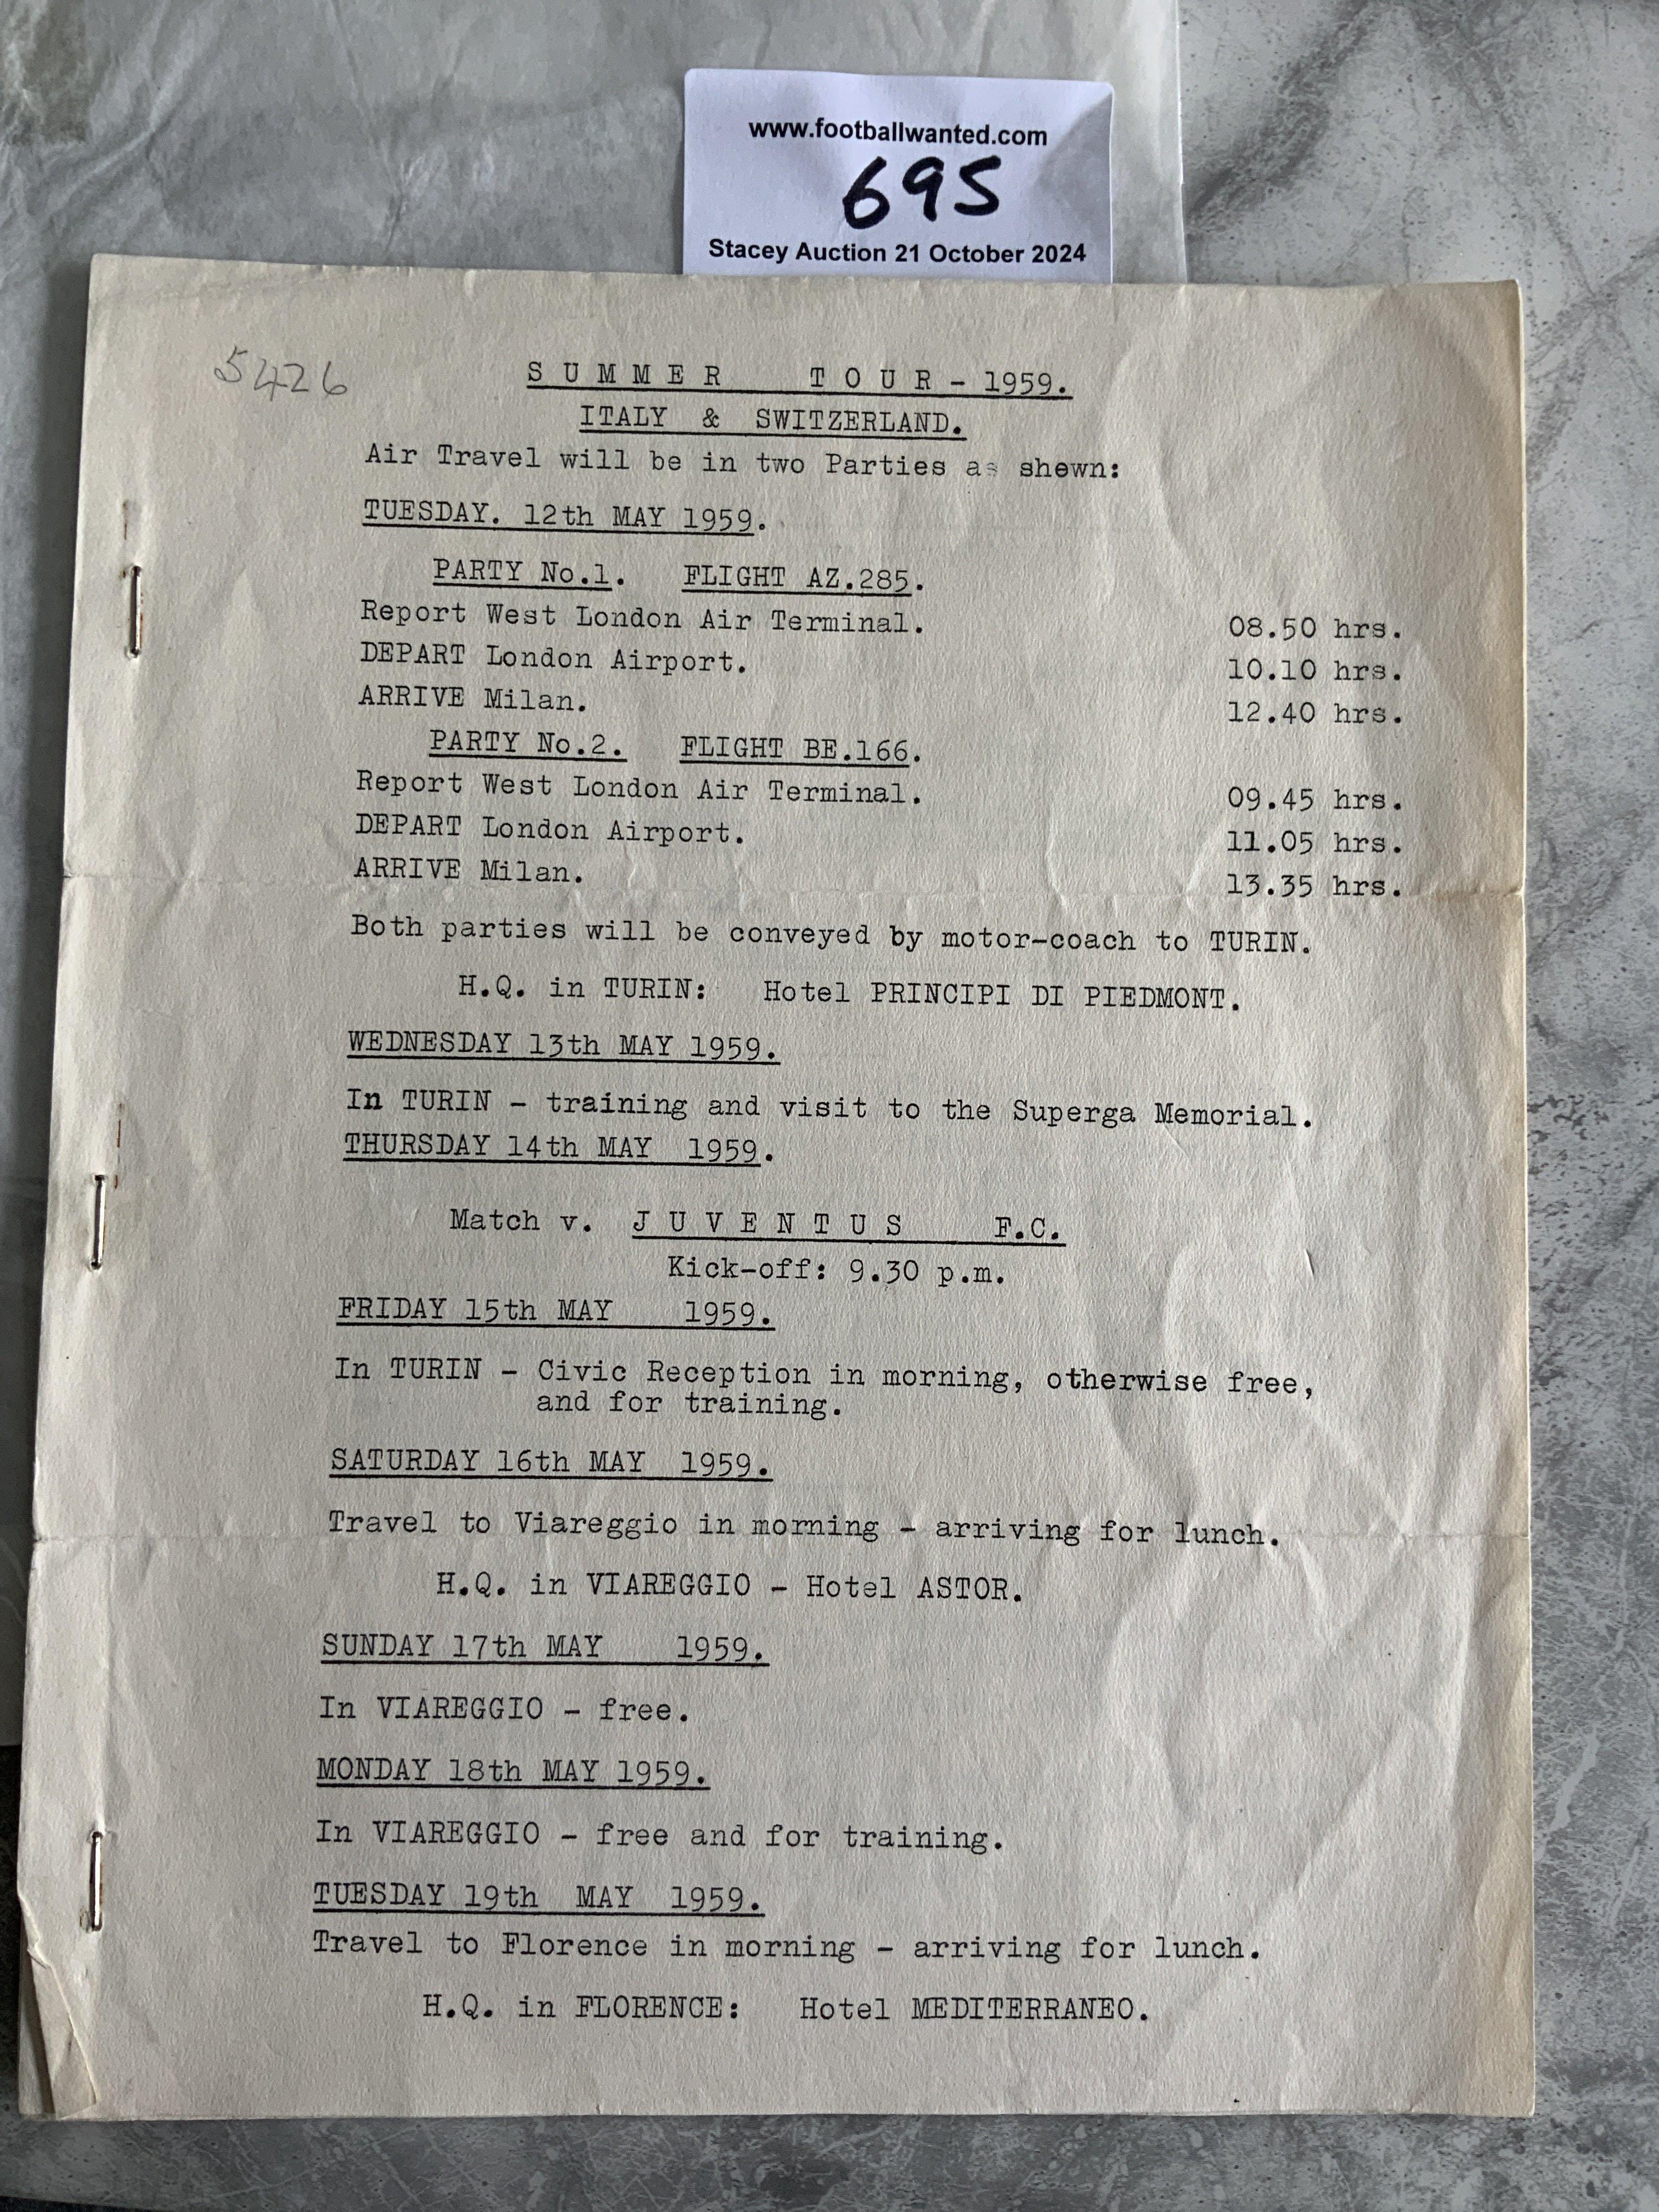 www.footballwanted.com
695
Stacey Auction 21 October 2024
5426
S U M M E R   T O U R - 1959.
ITALY & SWITZERLAND.
Air Travel will be in two Parties as shewn:
TUESDAY. 12th MAY 1959.
PARTY No.1. FLIGHT AZ.285.
Report West London Air Terminal. 08.50 hrs.
DEPART London Airport. 10.10 hrs.
ARRIVE Milan. 12.40 hrs.
PARTY No.2. FLIGHT BE.166.
Report West London Air Terminal. 09.45 hrs.
DEPART London Airport. 11.05 hrs.
ARRIVE Milan. 13.35 hrs.
Both parties will be conveyed by motor-coach to TURIN.
H.Q. in TURIN: Hotel PRINCIPI DI PIEDMONT.
WEDNESDAY 13th MAY 1959.
In TURIN - training and visit to the Superga Memorial.
THURSDAY 14th MAY 1959.
Match v. J U V E N T U S   F.C.
Kick-off: 9.30 p.m.
FRIDAY 15th MAY 1959.
In TURIN - Civic Reception in morning, otherwise free,
and for training.
SATURDAY 16th MAY 1959.
Travel to Viareggio in morning - arriving for lunch.
H.Q. in VIAREGGIO - Hotel ASTOR.
SUNDAY 17th MAY 1959.
In VIAREGGIO - free.
MONDAY 18th MAY 1959.
In VIAREGGIO - free and for training.
TUESDAY 19th MAY 1959.
Travel to Florence in morning - arriving for lunch.
H.Q. in FLORENCE: Hotel MEDITERRANEO.